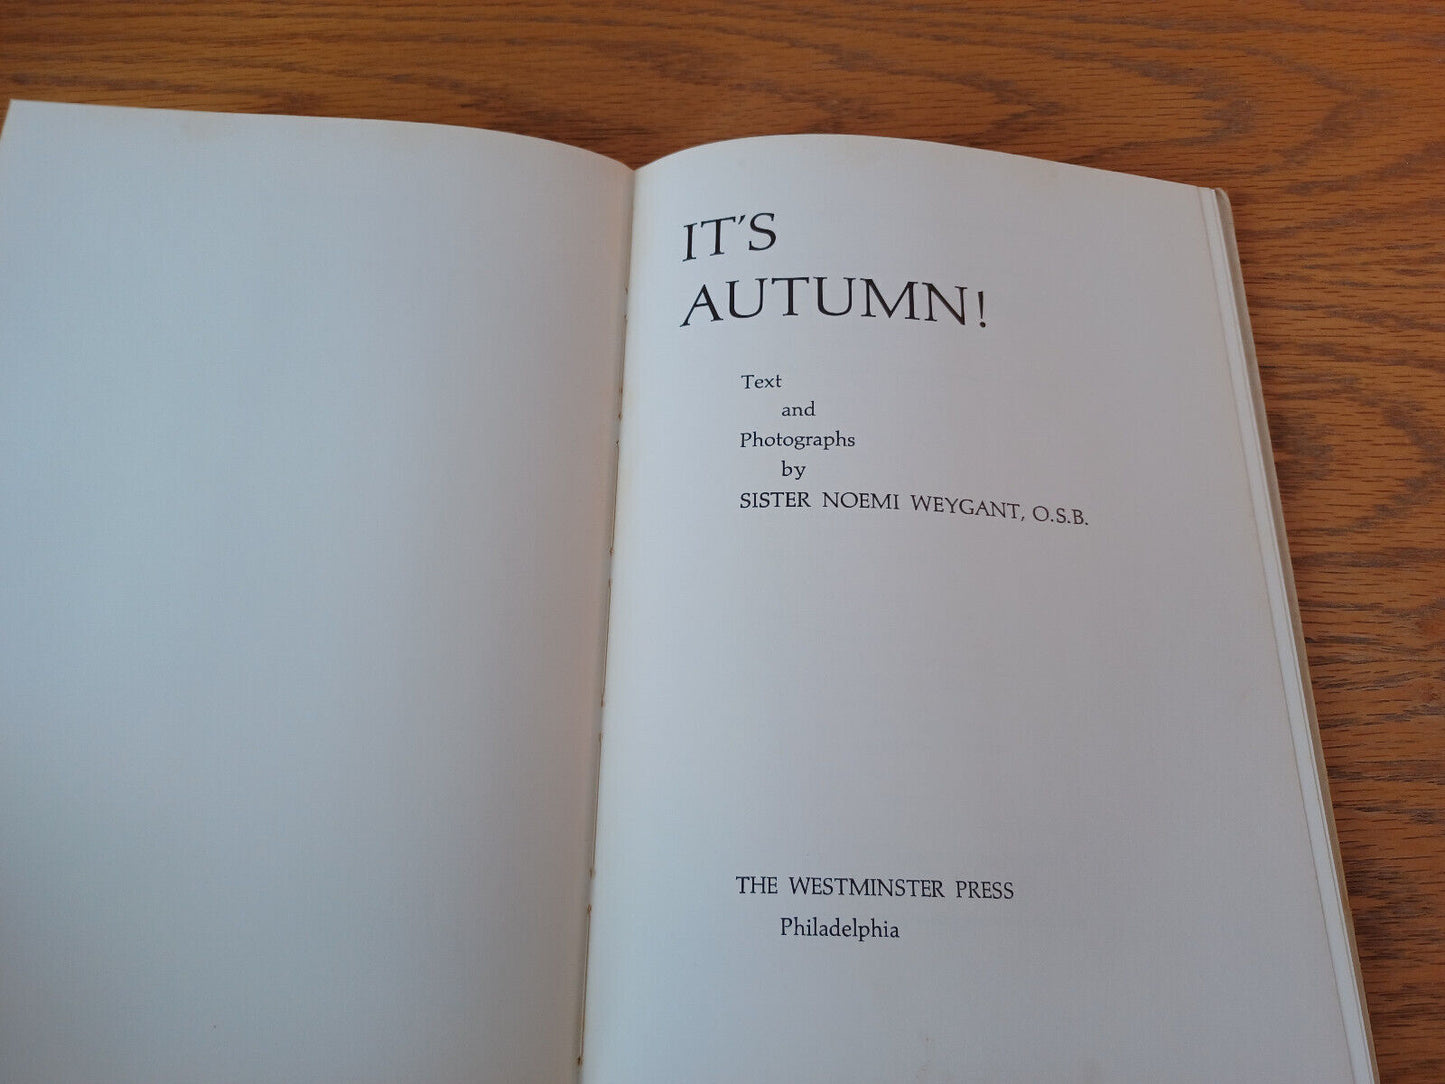 IT'S
AUTUMN!
Text
and
Photographs
by
SISTER NOEMI WEYGANT, O.S.B.
THE WESTMINSTER PRESS
Philadelphia